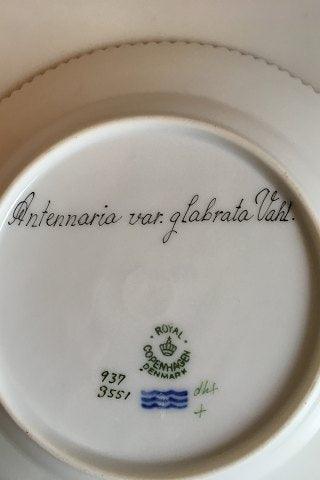 Antennaria var. glabrata Vahl.
· ROYAL ·
COPENHAGEN
DENMARK
937
3551